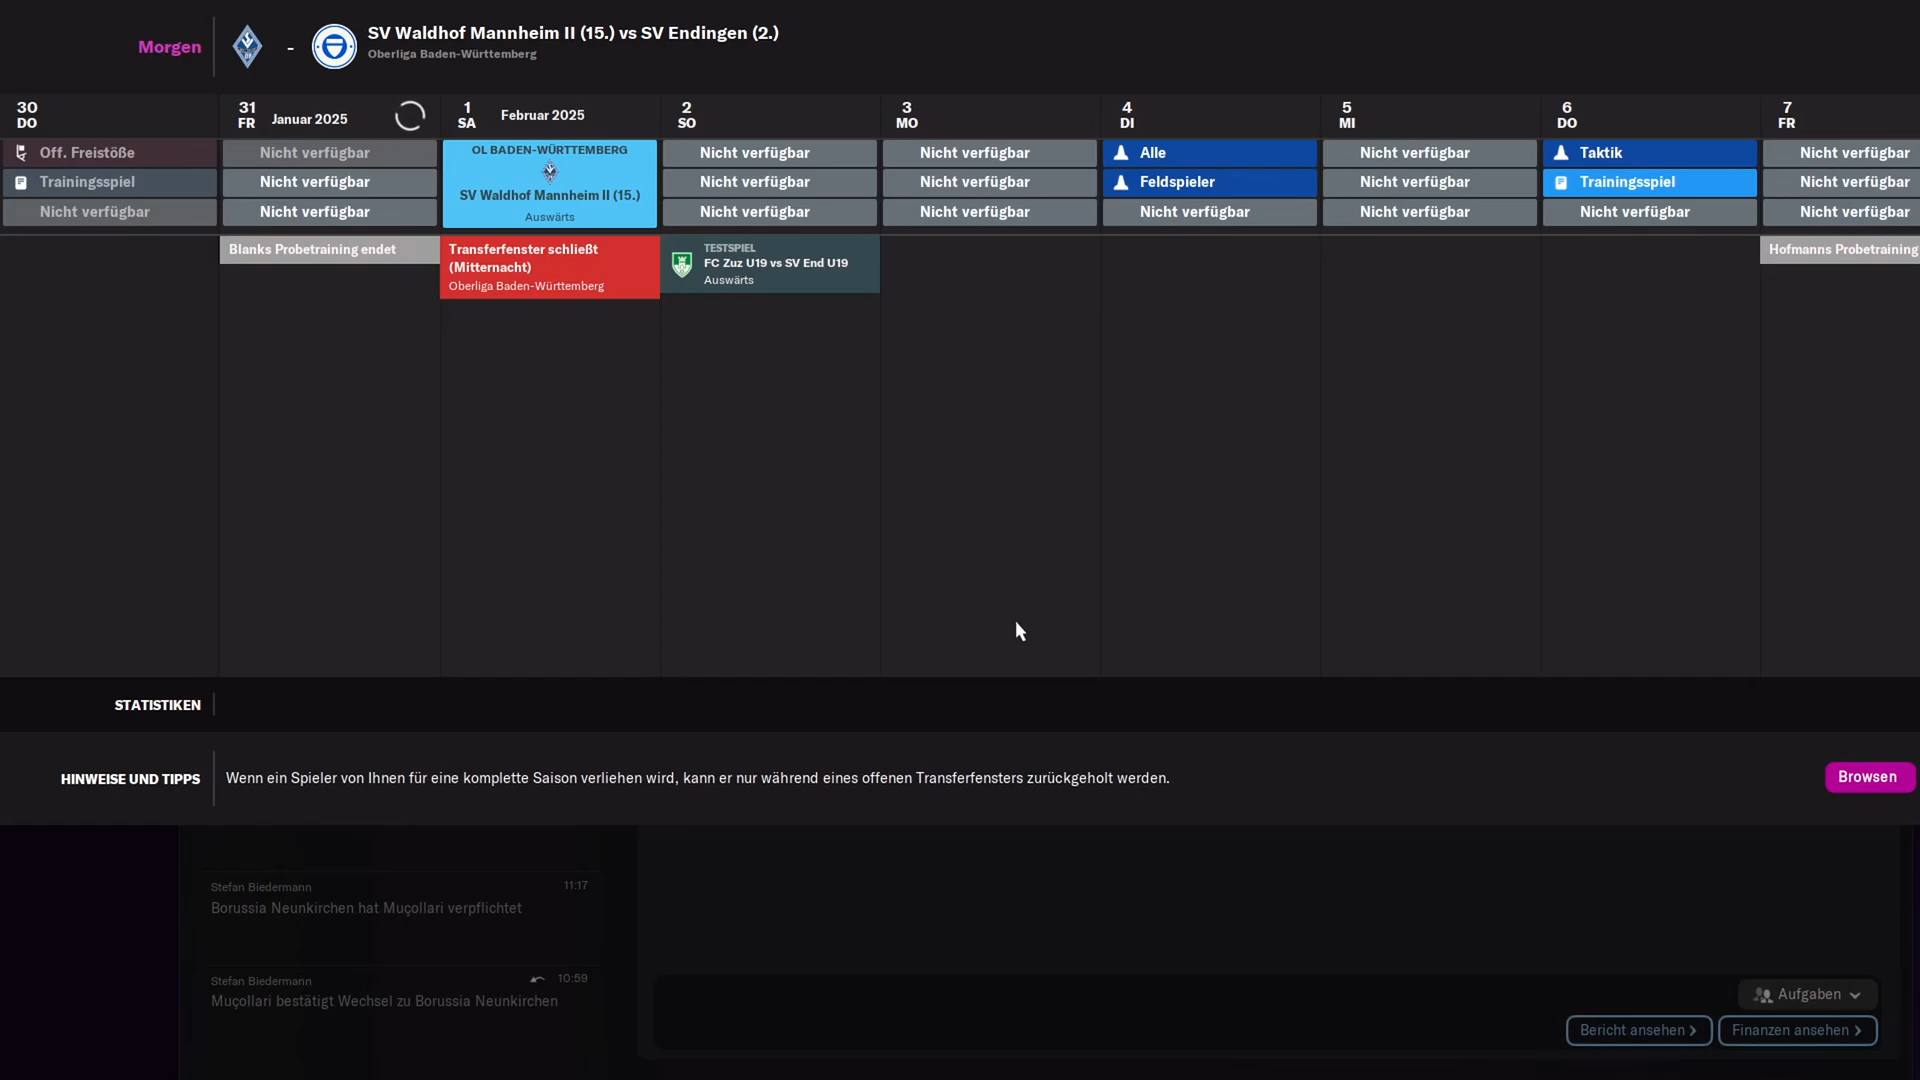 Morgen
-
SV Waldhof Mannheim II (15.) vs SV Endingen (2.)
Oberliga Baden-Württemberg
30
DO
31
FR
Januar 2025
1
SA
Februar 2025
2
SO
3
MO
4
DI
5
MI
6
DO
7
FR
Off. Freistöße
Trainingsspiel
Nicht verfügbar
Nicht verfügbar
Nicht verfügbar
Nicht verfügbar
Blanks Probetraining endet
OL BADEN-WÜRTTEMBERG
SV Waldhof Mannheim II (15.)
Auswärts
Transferfenster schließt
(Mitternacht)
Oberliga Baden-Württemberg
Nicht verfügbar
Nicht verfügbar
Nicht verfügbar
TESTSPIEL
FC Zuz U19 vs SV End U19
Auswärts
Nicht verfügbar
Nicht verfügbar
Nicht verfügbar
Alle
Feldspieler
Nicht verfügbar
Nicht verfügbar
Nicht verfügbar
Nicht verfügbar
Taktik
Trainingsspiel
Nicht verfügbar
Nicht verfügbar
Nicht verfügbar
Nicht verfügbar
Hofmanns Probetraining
STATISTIKEN
HINWEISE UND TIPPS
Wenn ein Spieler von Ihnen für eine komplette Saison verliehen wird, kann er nur während eines offenen Transferfensters zurückgeholt werden.
Browsen
Stefan Biedermann
11:17
Borussia Neunkirchen hat Muçollari verpflichtet
Stefan Biedermann
10:59
Muçollari bestätigt Wechsel zu Borussia Neunkirchen
Aufgaben
Bericht ansehen
Finanzen ansehen